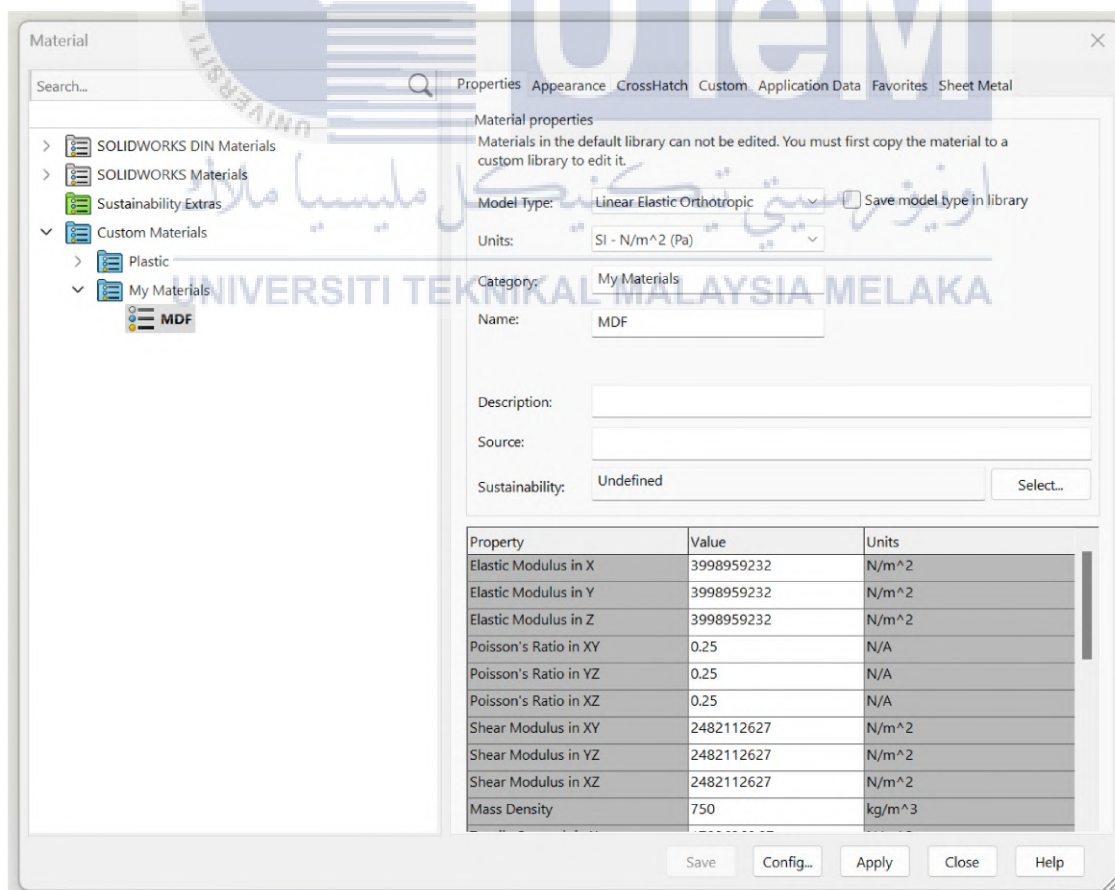 UTeM
Material
Search...
UNIVERSITI
Properties Appearance CrossHatch Custom Application Data Favorites Sheet Metal
SOLIDWORKS DIN Materials
SOLIDWORKS Materials
Sustainability Extras
Custom Materials
Plastic
My Materials
MDF
Material properties
Materials in the default library can not be edited. You must first copy the material to a
custom library to edit it.
Model Type: Linear Elastic Orthotropic Save model type in library
Units: SI - N/m^2 (Pa)
Category: My Materials
Name: MDF
اونيورسيتي تيكنيكل مليسيا ملاك
UNIVERSITI TEKNIKAL MALAYSIA MELAKA
Description:
Source:
Sustainability: Undefined Select...
Property Value Units
Elastic Modulus in X 3998959232 N/m^2
Elastic Modulus in Y 3998959232 N/m^2
Elastic Modulus in Z 3998959232 N/m^2
Poisson's Ratio in XY 0.25 N/A
Poisson's Ratio in YZ 0.25 N/A
Poisson's Ratio in XZ 0.25 N/A
Shear Modulus in XY 2482112627 N/m^2
Shear Modulus in YZ 2482112627 N/m^2
Shear Modulus in XZ 2482112627 N/m^2
Mass Density 750 kg/m^3
Save Config... Apply Close Help